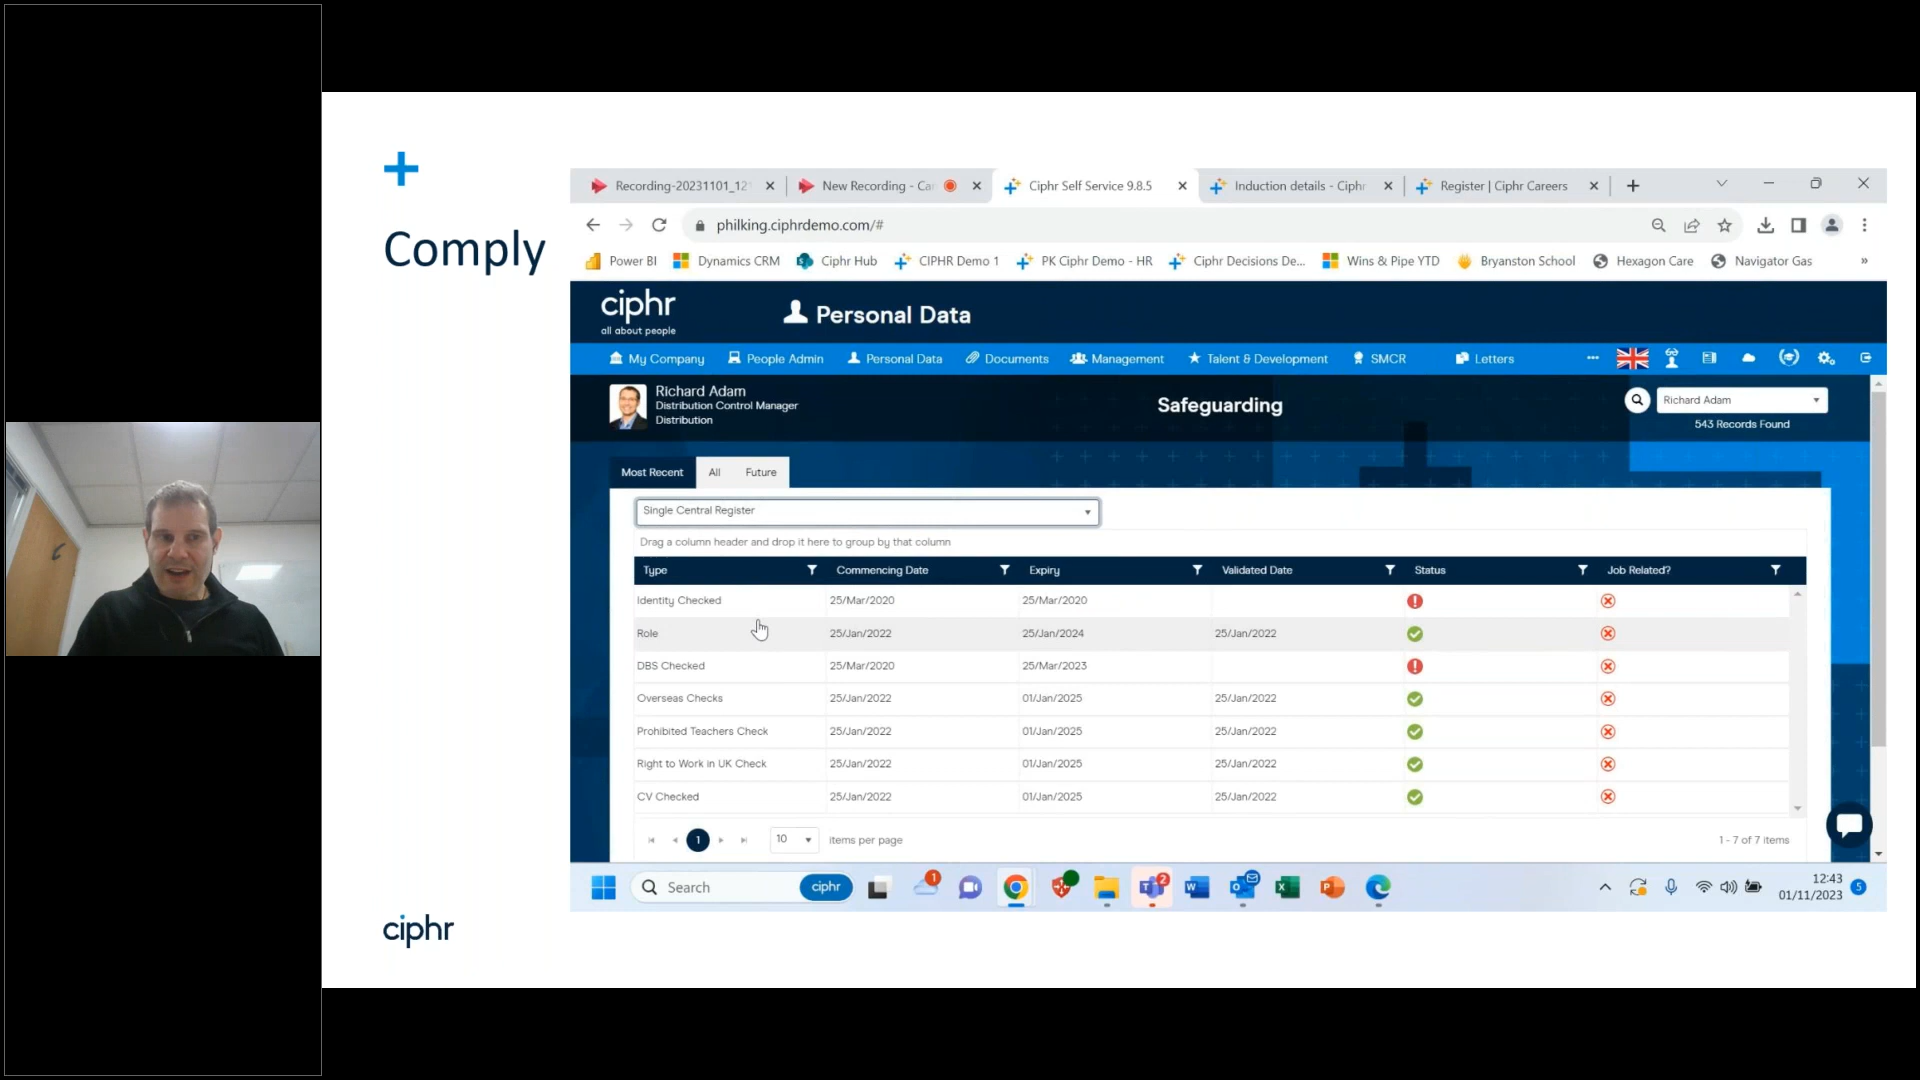 Comply
Recording-20231101_121
New Recording - Car
Ciphr Self Service 9.8.5
Induction details - Ciphr
Register | Ciphr Careers
philking.ciphrdemo.com/#
Power BI
Dynamics CRM
Ciphr Hub
CIPHR Demo 1
PK Ciphr Demo - HR
Ciphr Decisions De...
Wins & Pipe YTD
Bryanston School
Hexagon Care
Navigator Gas
»
ciphr
all about people
Personal Data
My Company
People Admin
Personal Data
Documents
Management
Talent & Development
SMCR
Letters
Richard Adam
Distribution Control Manager
Distribution
Safeguarding
Richard Adam
543 Records Found
Most Recent All Future
Single Central Register
Drag a column header and drop it here to group by that column
Type Commencing Date Expiry Validated Date Status Job Related?
Identity Checked 25/Mar/2020 25/Mar/2020
Role 25/Jan/2022 25/Jan/2024 25/Jan/2022
DBS Checked 25/Mar/2020 25/Mar/2023
Overseas Checks 25/Jan/2022 01/Jan/2025 25/Jan/2022
Prohibited Teachers Check 25/Jan/2022 01/Jan/2025 25/Jan/2022
Right to Work in UK Check 25/Jan/2022 01/Jan/2025 25/Jan/2022
CV Checked 25/Jan/2022 01/Jan/2025 25/Jan/2022
1 10 items per page 1 - 7 of 7 items
Search ciphr 1 2 12:43
01/11/2023 5
ciphr